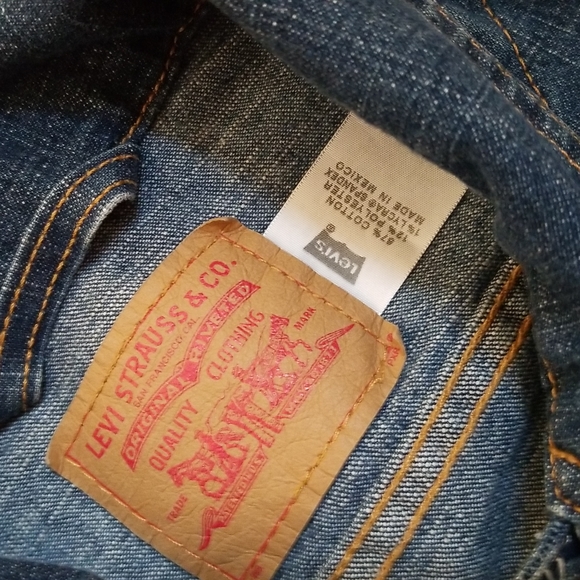 LEVI'S
®
87% COTTON
12% POLYESTER
1% LYCRA® SPANDEX
MADE IN MEXICO
LEVI STRAUSS & CO.
SAN FRANCISCO CAL
ORIGINAL RIVETED
QUALITY CLOTHING
TRADE MARK